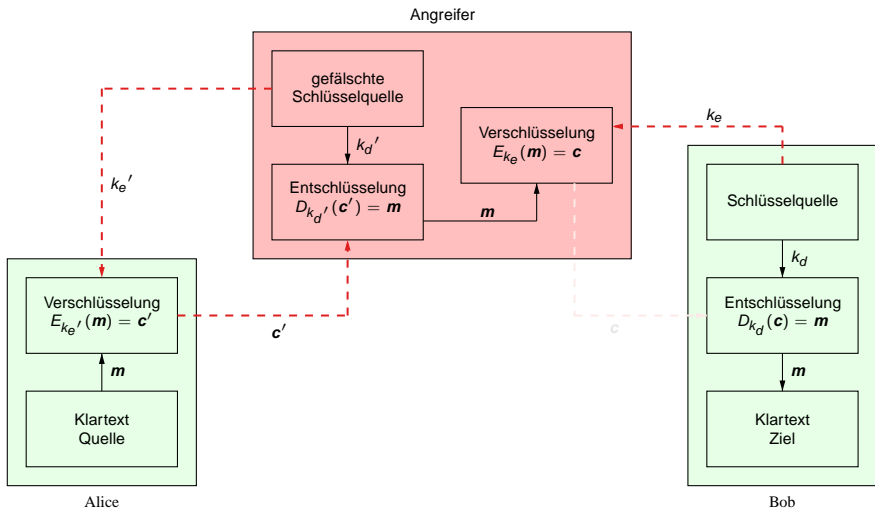 Angreifer
gefälschte
Schlüsselquelle
k_d′
Entschlüsselung
D_{k_d′}(c′) = m
m
Verschlüsselung
E_{k_e}(m) = c
k_e
k_e′
Verschlüsselung
E_{k_e′}(m) = c′
m
Klartext
Quelle
Alice
c′
c
Schlüsselquelle
k_d
Entschlüsselung
D_{k_d}(c) = m
m
Klartext
Ziel
Bob